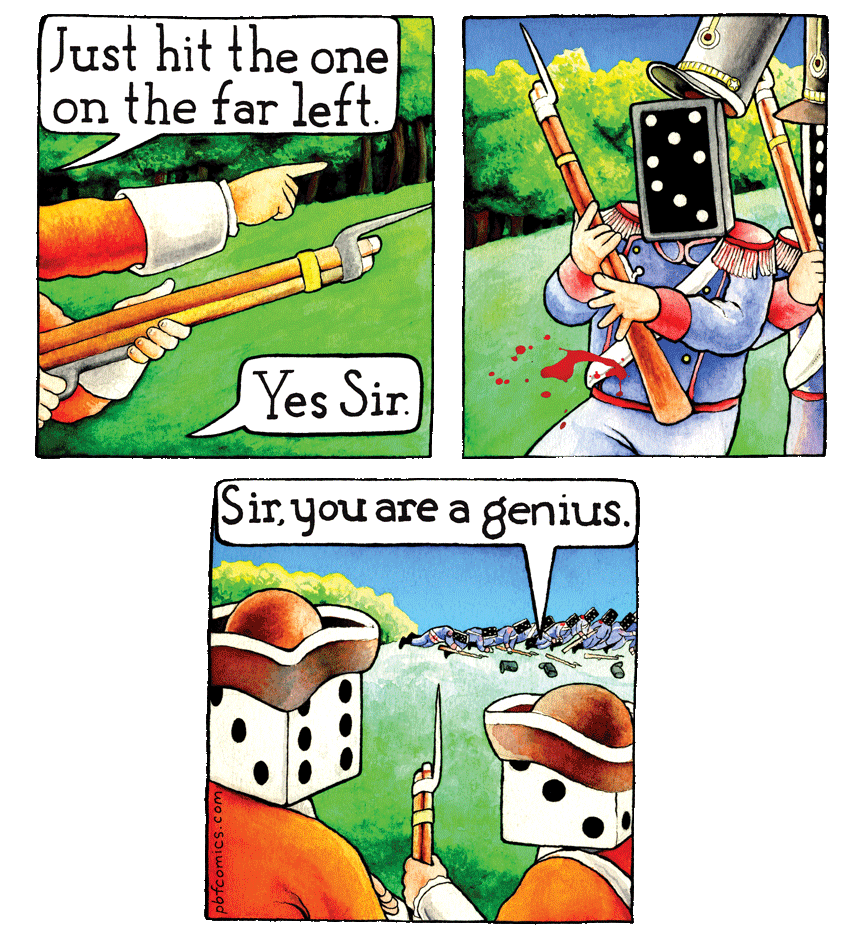 Just hit the one
on the far left.
Yes Sir.
Sir, you are a genius.
pbfcomics.com